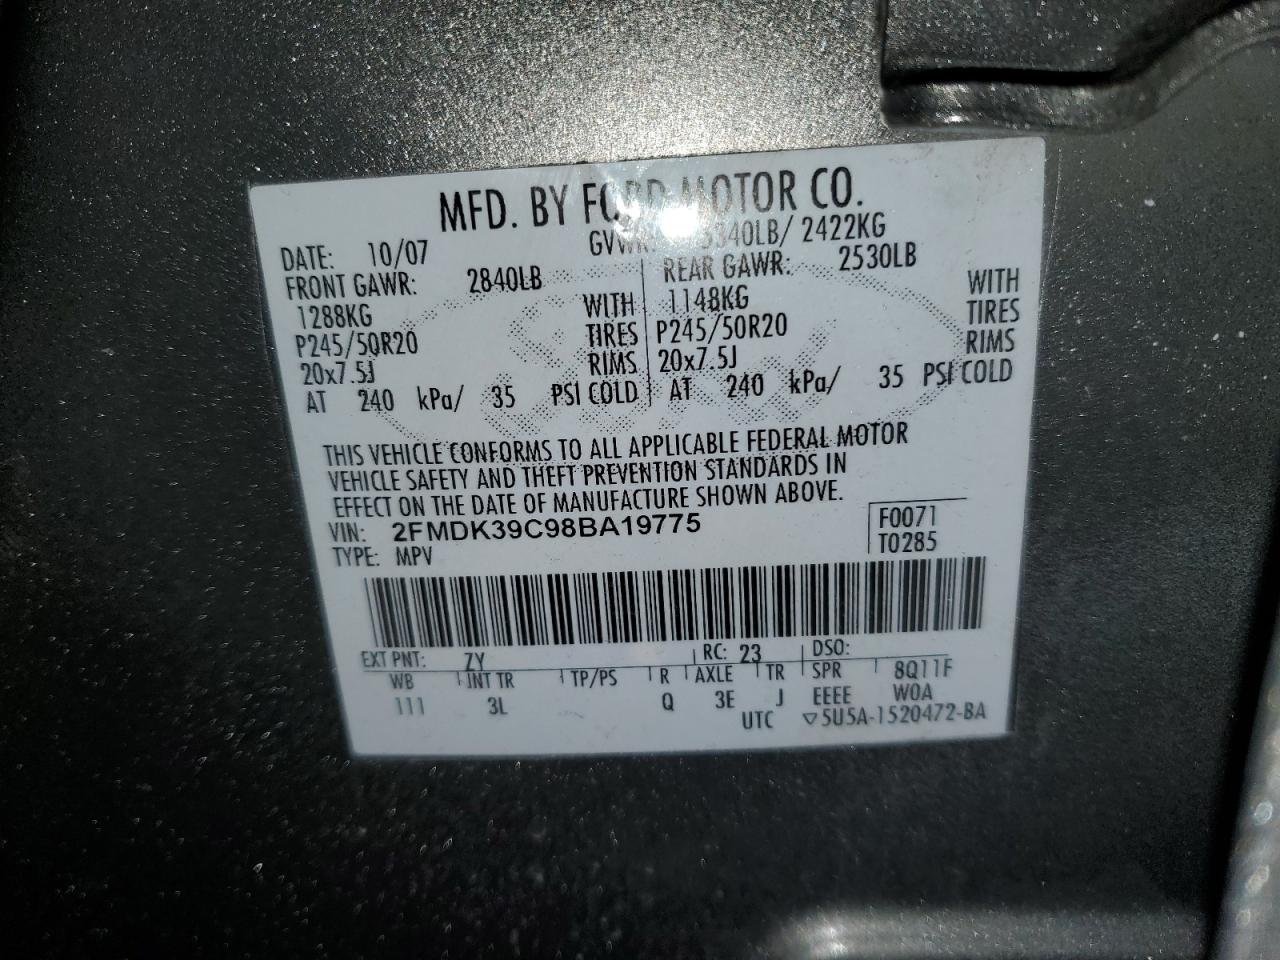 MFD. BY FORD MOTOR CO.
DATE: 10/07 GVWR: 5340LB/ 2422KG
FRONT GAWR: 2840LB REAR GAWR: 2530LB
1288KG WITH 1148KG WITH
P245/50R20 TIRES P245/50R20 TIRES
20x7.5J RIMS 20x7.5J RIMS
AT 240 kPa/ 35 PSI COLD AT 240 kPa/ 35 PSI COLD
THIS VEHICLE CONFORMS TO ALL APPLICABLE FEDERAL MOTOR
VEHICLE SAFETY AND THEFT PREVENTION STANDARDS IN
EFFECT ON THE DATE OF MANUFACTURE SHOWN ABOVE.
VIN: 2FMDK39C98BA19775 F0071
TYPE: MPV T0285
EXT PNT: ZY RC: 23 DSO:
WB INT TR TP/PS R AXLE TR SPR 8Q11F
111 3L Q 3E J EEEE W0A
UTC ▽5U5A-1520472-BA